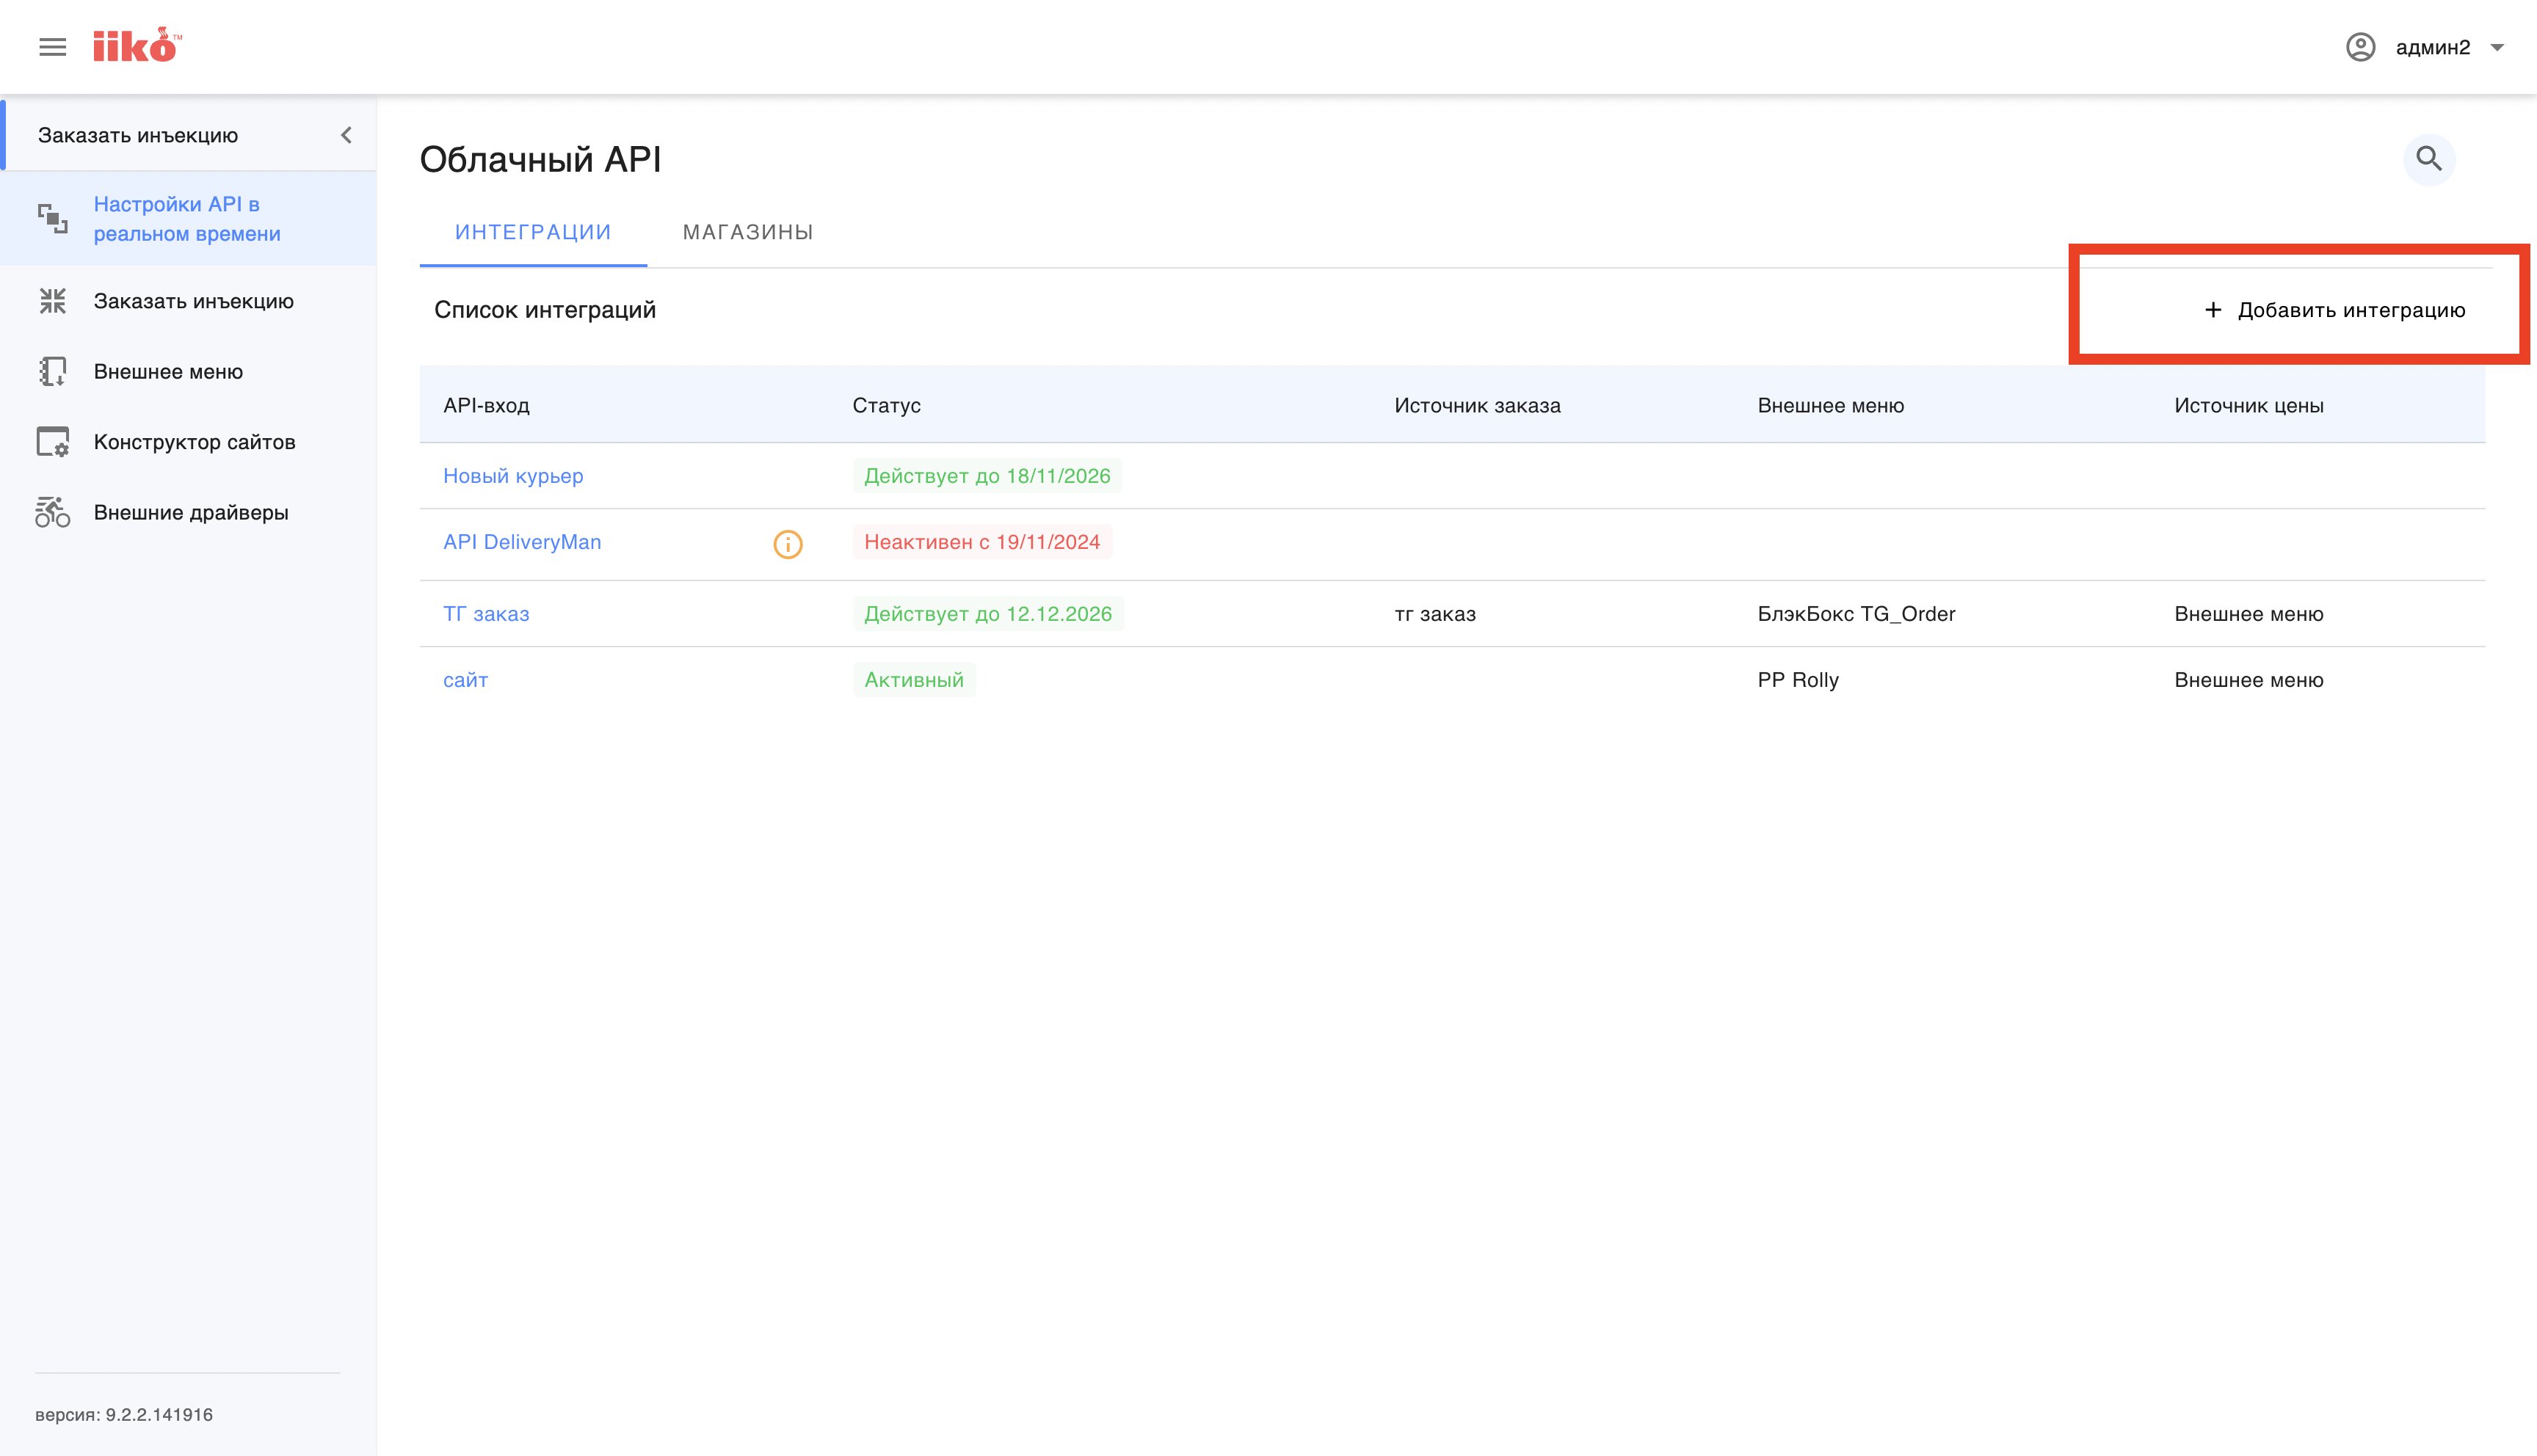 iiko™
админ2
Заказать инъекцию
Настройки API в
реальном времени
Заказать инъекцию
Внешнее меню
Конструктор сайтов
Внешние драйверы
версия: 9.2.2.141916
Облачный API
ИНТЕГРАЦИИ МАГАЗИНЫ
Список интеграций
+ Добавить интеграцию
API-вход Статус Источник заказа Внешнее меню Источник цены
Новый курьер Действует до 18/11/2026
API DeliveryMan Неактивен с 19/11/2024
ТГ заказ Действует до 12.12.2026 тг заказ БлэкБокс TG_Order Внешнее меню
сайт Активный PP Rolly Внешнее меню